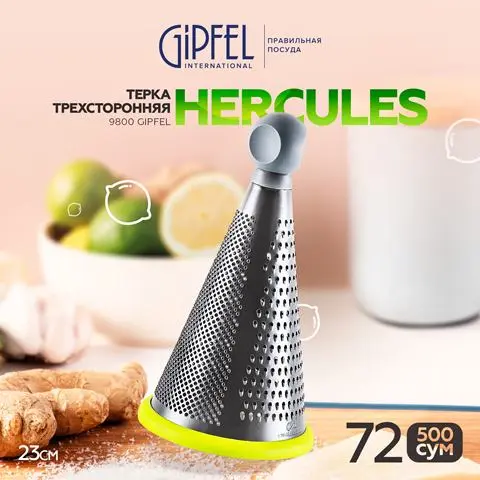 GIPFEL
INTERNATIONAL
ПРАВИЛЬНАЯ
ПОСУДА
ТЕРКА
ТРЕХСТОРОННЯЯ
9800 GIPFEL
HERCULES
23СМ
72 500
СУМ